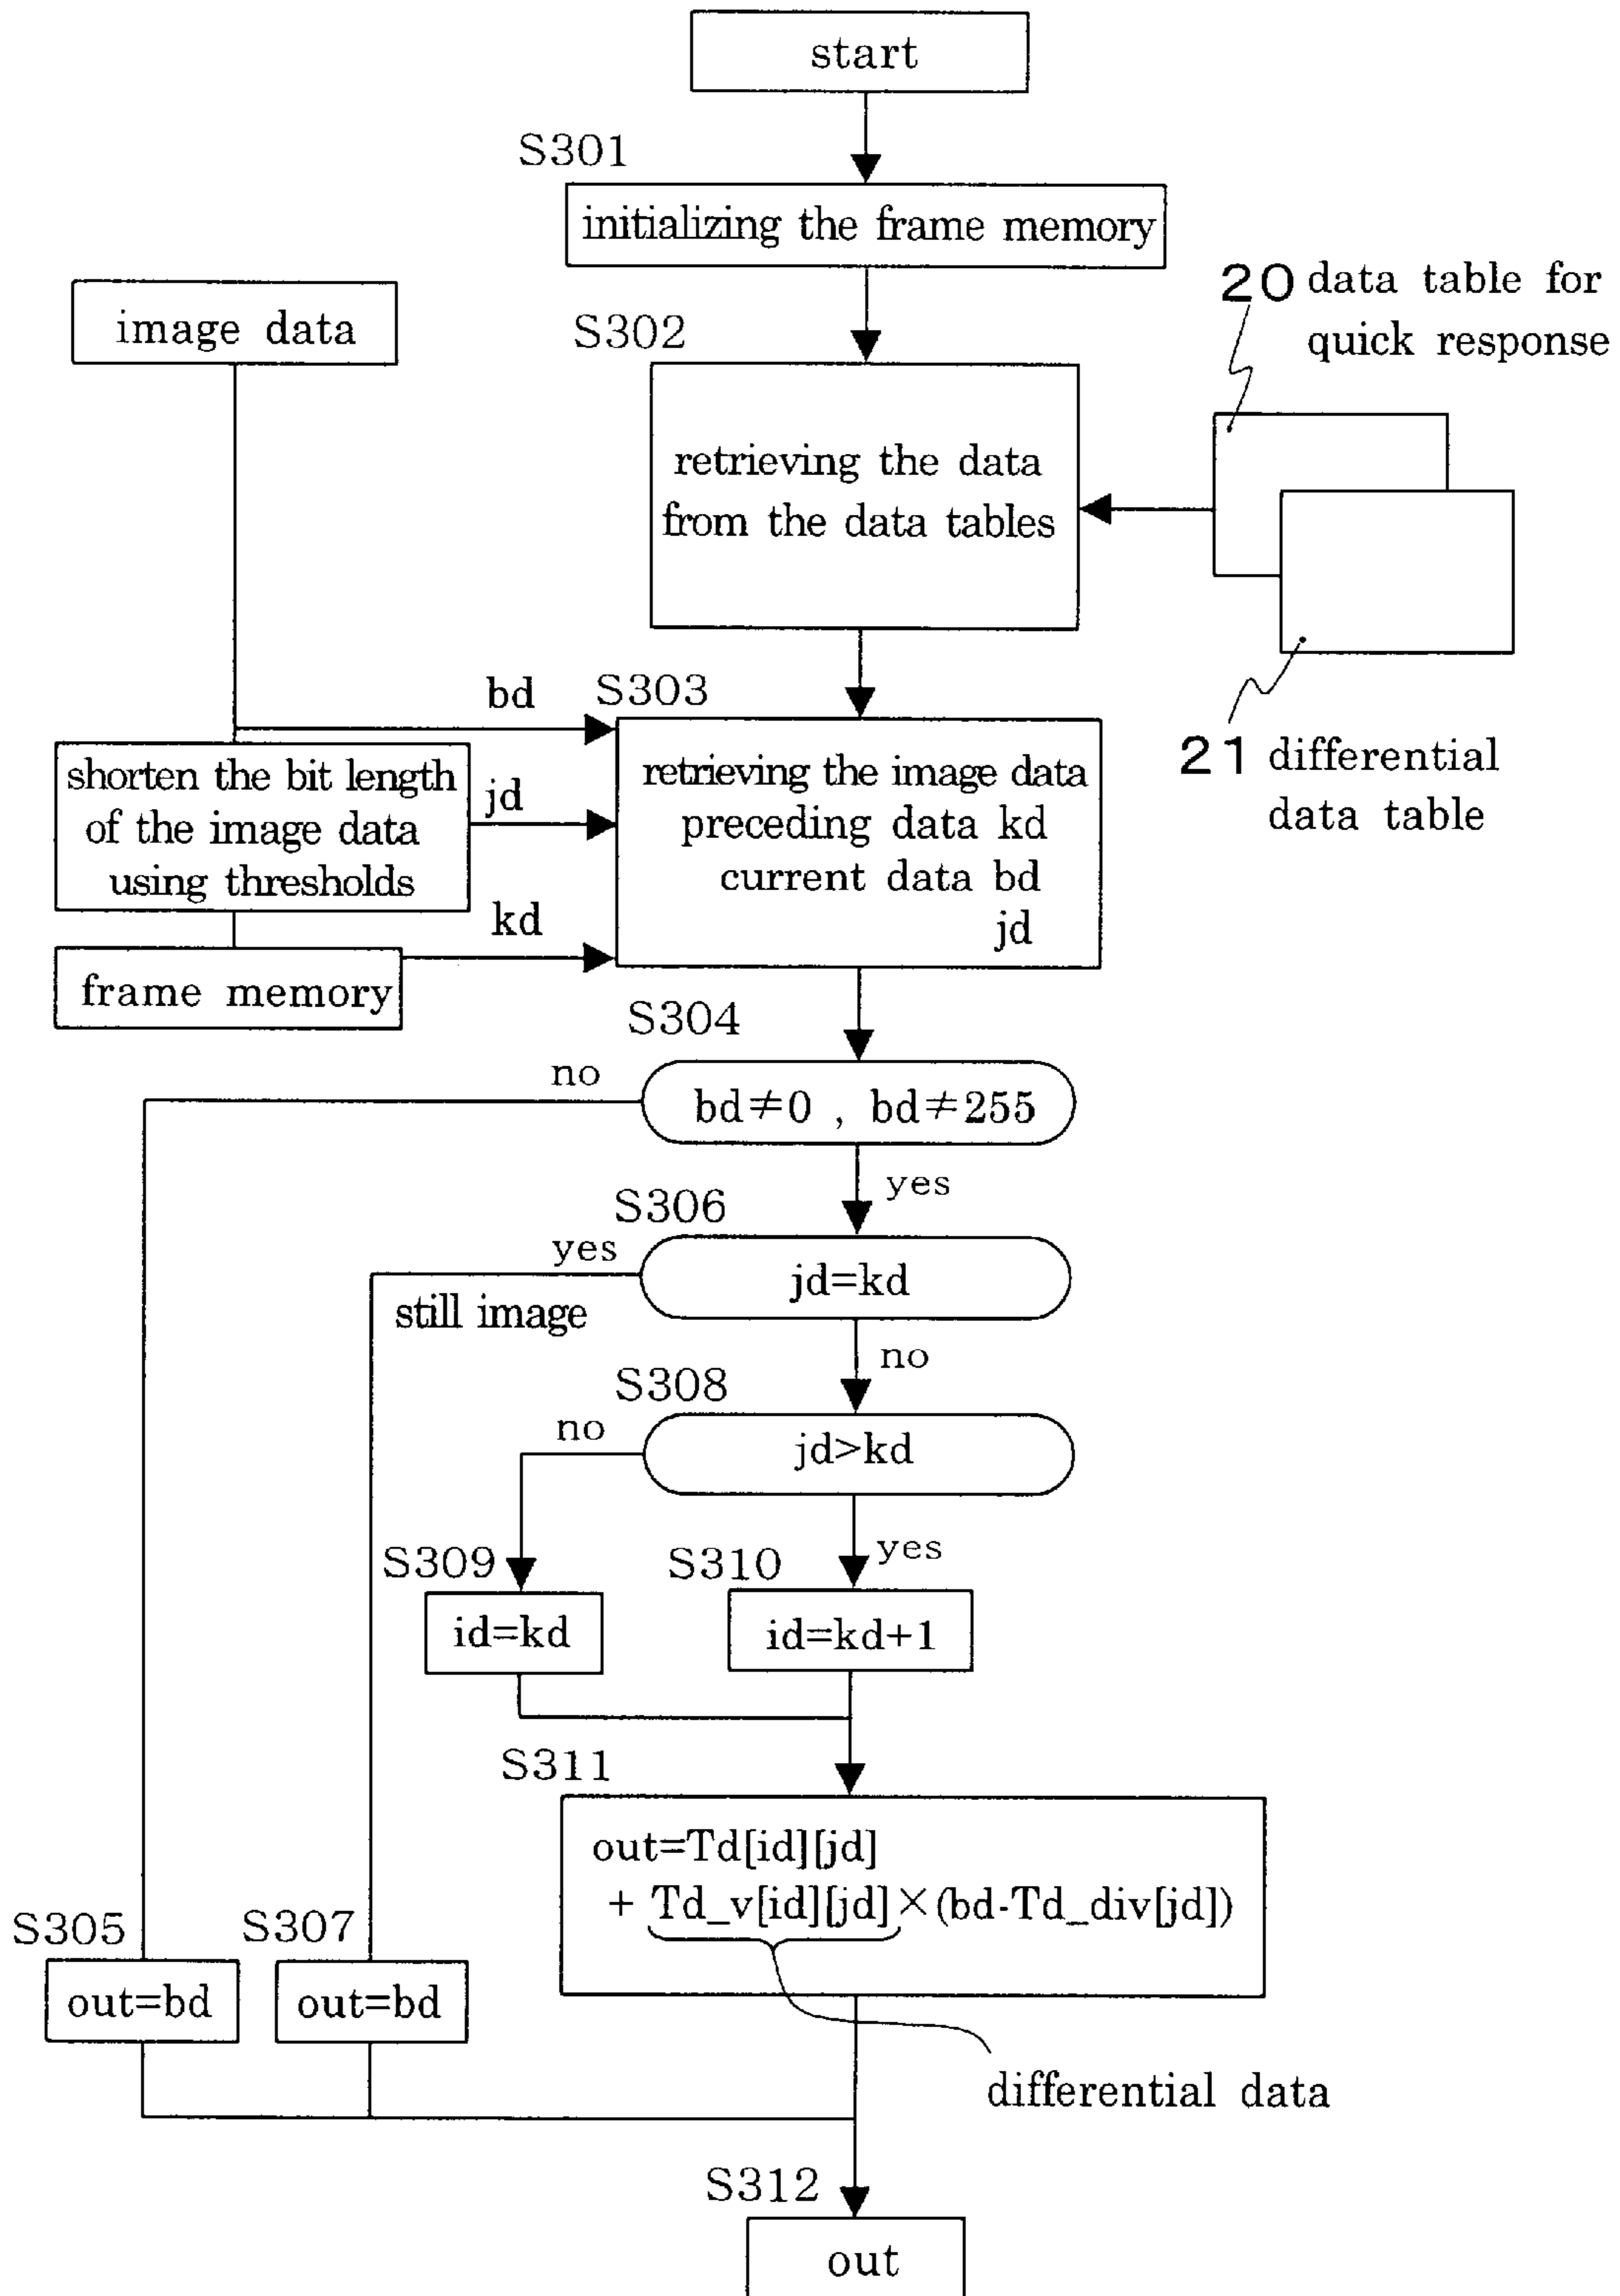 start
S301
initializing the frame memory
image data
S302
20 data table for
quick response
retrieving the data
from the data tables
bd
S303
21 differential
data table
shorten the bit length
of the image data
using thresholds
jd
retrieving the image data
preceding data kd
current data bd
jd
kd
frame memory
S304
no
bd≠0 , bd≠255
yes
S306
yes
jd=kd
still image
no
S308
no
jd>kd
yes
S309
S310
id=kd
id=kd+1
S311
out=Td[id][jd]
+ Td_v[id][jd]×(bd-Td_div[jd])
S305
S307
out=bd
out=bd
differential data
S312
out